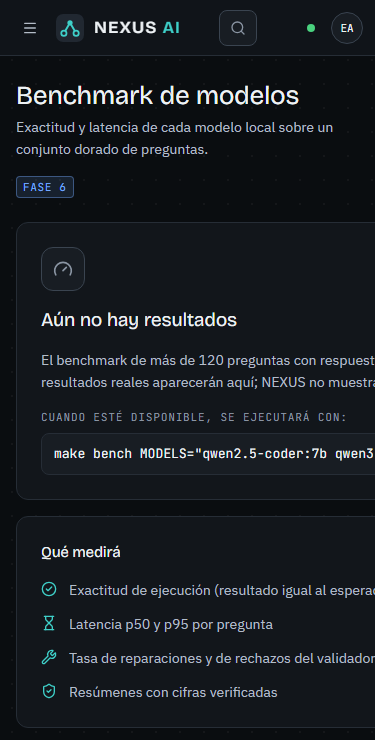 NEXUS AI
EA
Benchmark de modelos
Exactitud y latencia de cada modelo local sobre un
conjunto dorado de preguntas.
FASE 6
Aún no hay resultados
El benchmark de más de 120 preguntas con respuest
resultados reales aparecerán aquí; NEXUS no muestra
CUANDO ESTÉ DISPONIBLE, SE EJECUTARÁ CON:
make bench MODELS="qwen2.5-coder:7b qwen3
Qué medirá
Exactitud de ejecución (resultado igual al esperad
Latencia p50 y p95 por pregunta
Tasa de reparaciones y de rechazos del validador
Resúmenes con cifras verificadas